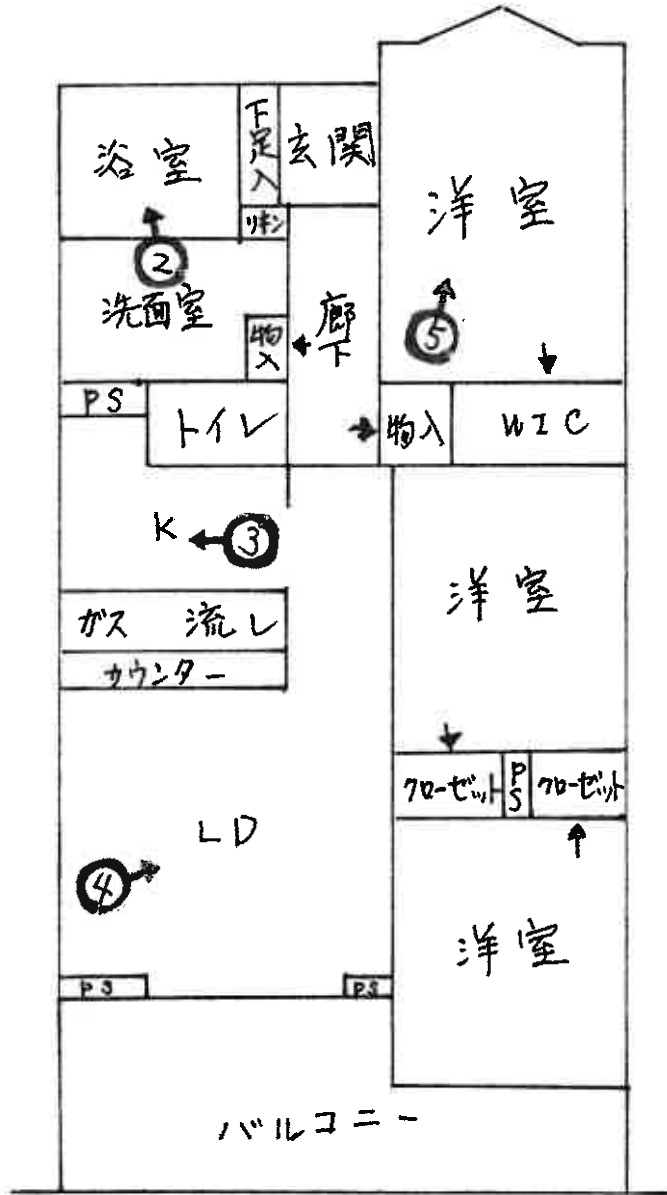 下足入
玄関
浴室
洋室
リネン
②
洗面室
物入
廊下
⑤
PS
トイレ
物入
WIC
K
③
洋室
ガス 流し
カウンター
クローゼット
PS
クローゼット
LD
④
洋室
PS
PS
バルコニー